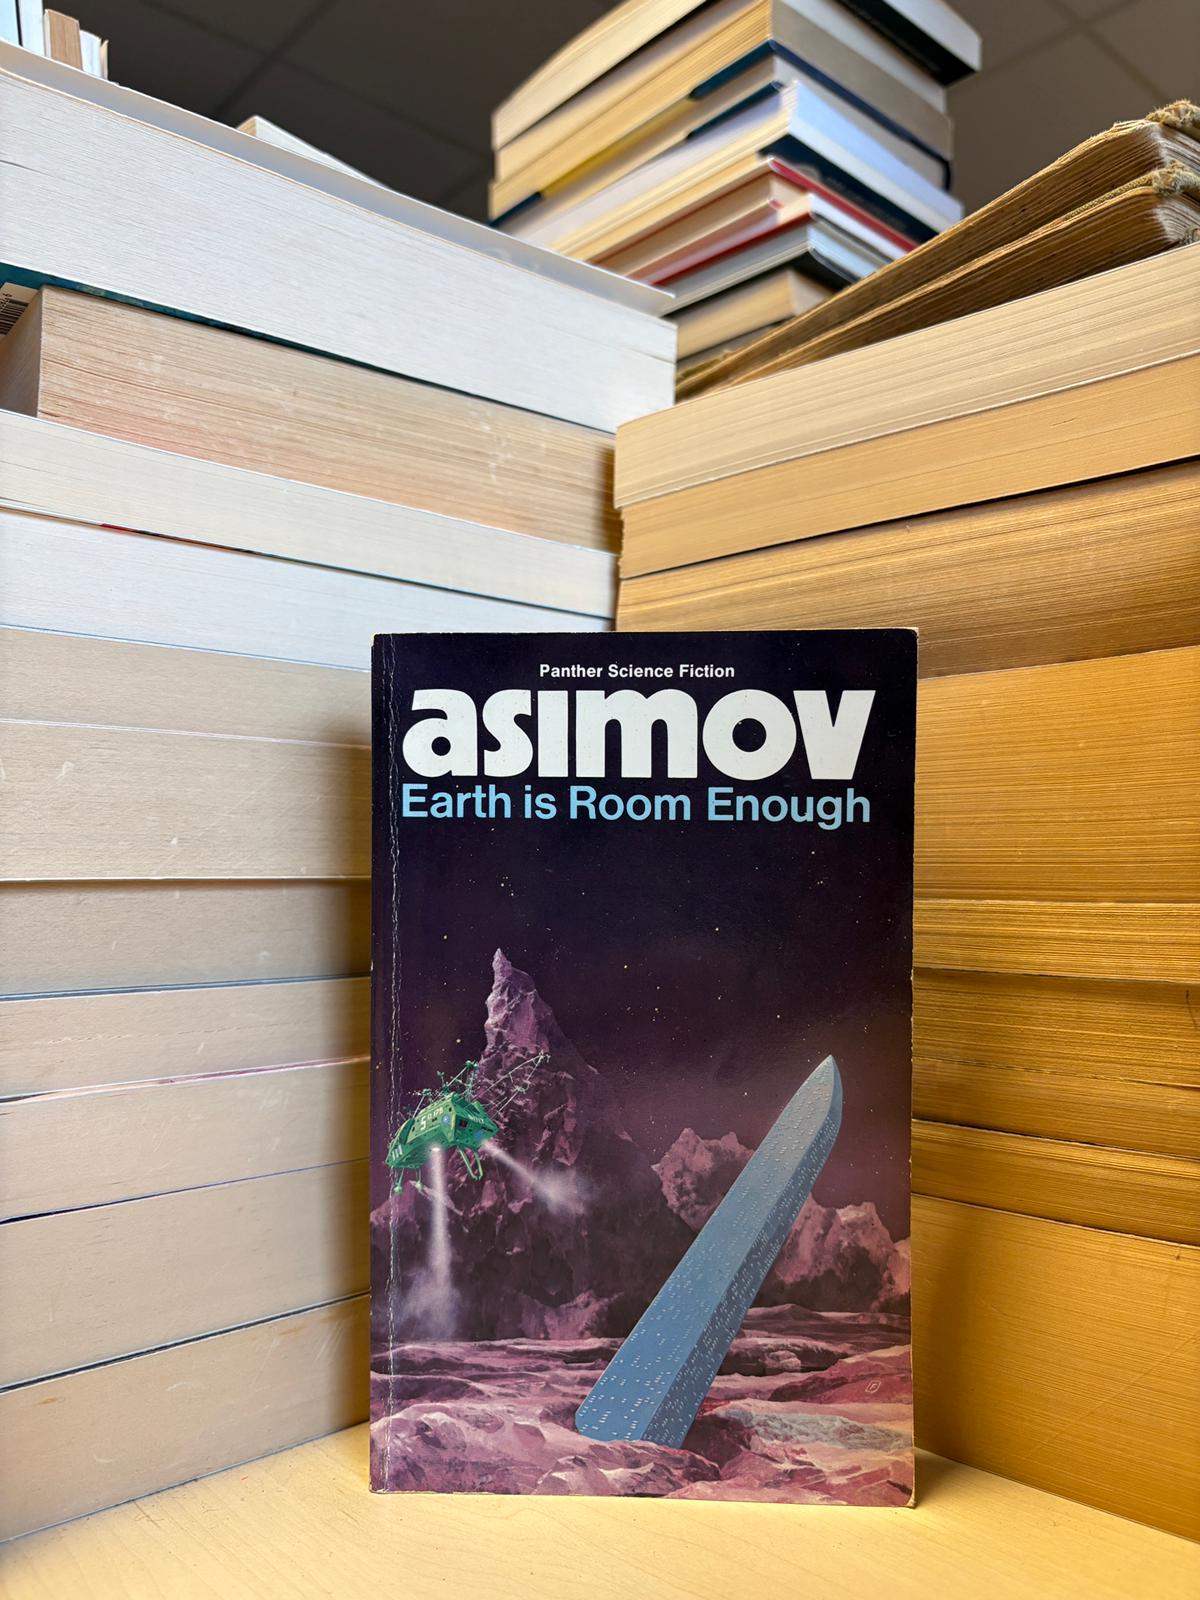 Panther Science Fiction
asimov
Earth is Room Enough